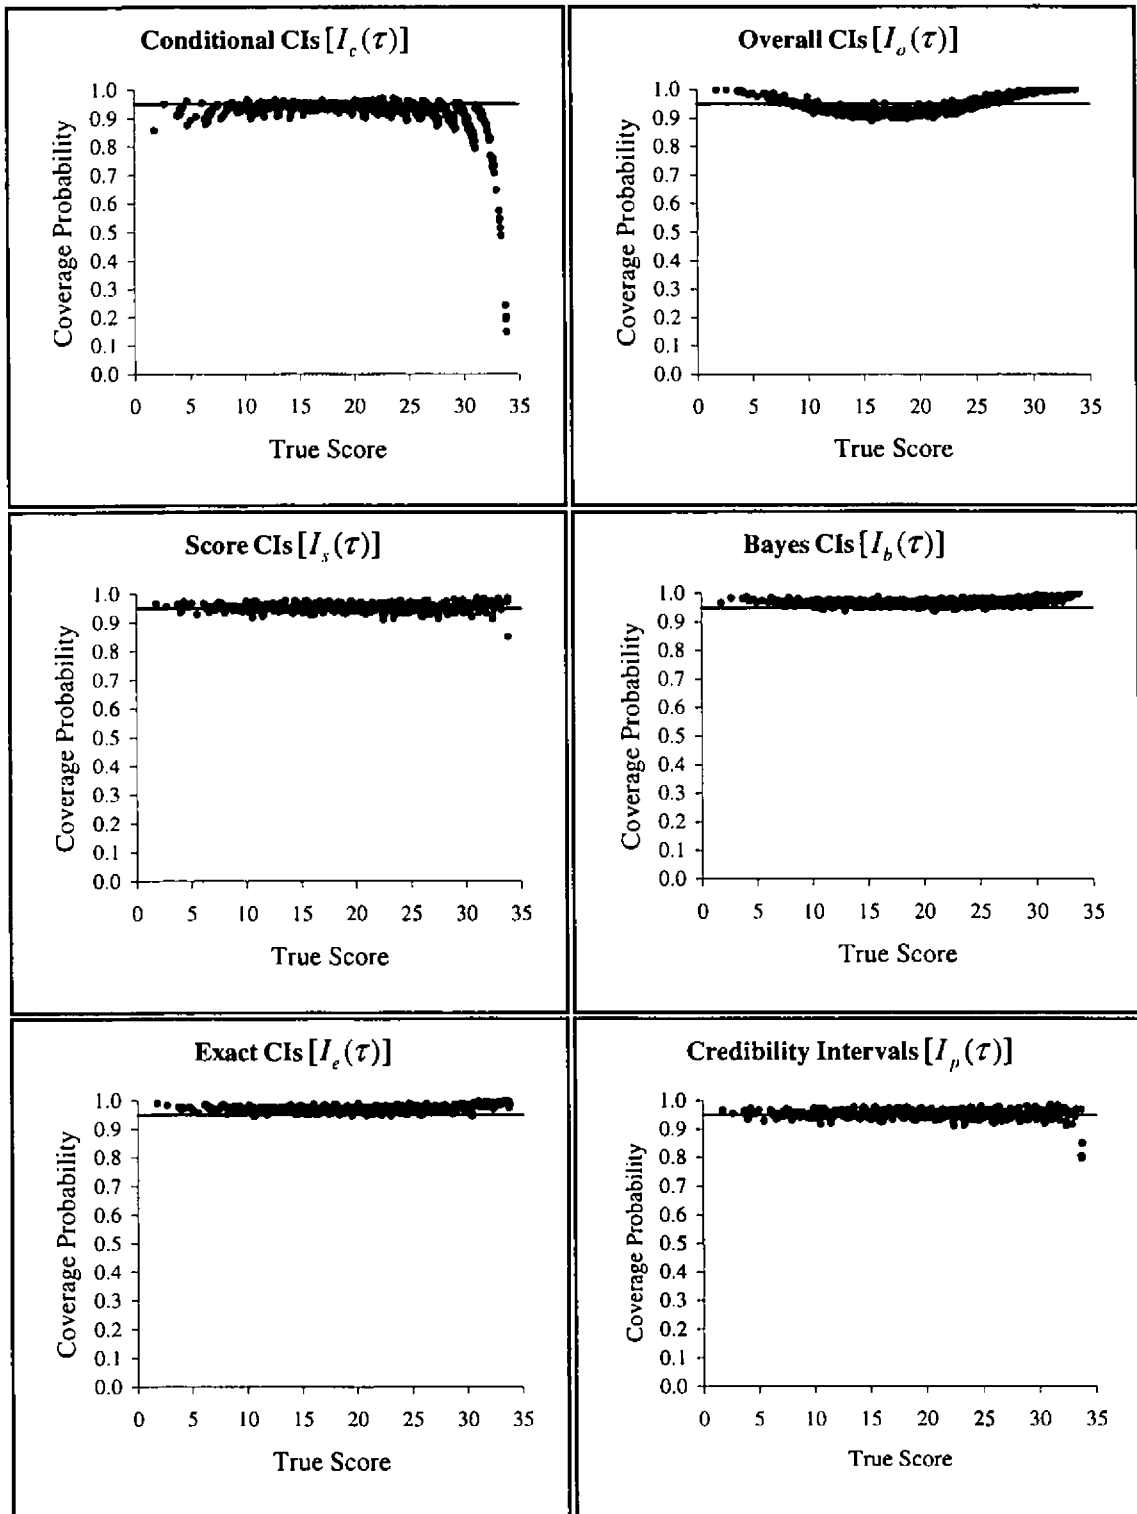 Conditional CIs [I_c(τ)]
1.0
0.9
0.8
0.7
0.6
0.5
0.4
0.3
0.2
0.1
0.0
Coverage Probability
0 5 10 15 20 25 30 35
True Score
Overall CIs [I_o(τ)]
1.0
0.9
0.8
0.7
0.6
0.5
0.4
0.3
0.2
0.1
0.0
Coverage Probability
0 5 10 15 20 25 30 35
True Score
Score CIs [I_s(τ)]
1.0
0.9
0.8
0.7
0.6
0.5
0.4
0.3
0.2
0.1
0.0
Coverage Probability
0 5 10 15 20 25 30 35
True Score
Bayes CIs [I_b(τ)]
1.0
0.9
0.8
0.7
0.6
0.5
0.4
0.3
0.2
0.1
0.0
Coverage Probability
0 5 10 15 20 25 30 35
True Score
Exact CIs [I_e(τ)]
1.0
0.9
0.8
0.7
0.6
0.5
0.4
0.3
0.2
0.1
0.0
Coverage Probability
0 5 10 15 20 25 30 35
True Score
Credibility Intervals [I_p(τ)]
1.0
0.9
0.8
0.7
0.6
0.5
0.4
0.3
0.2
0.1
0.0
Coverage Probability
0 5 10 15 20 25 30 35
True Score